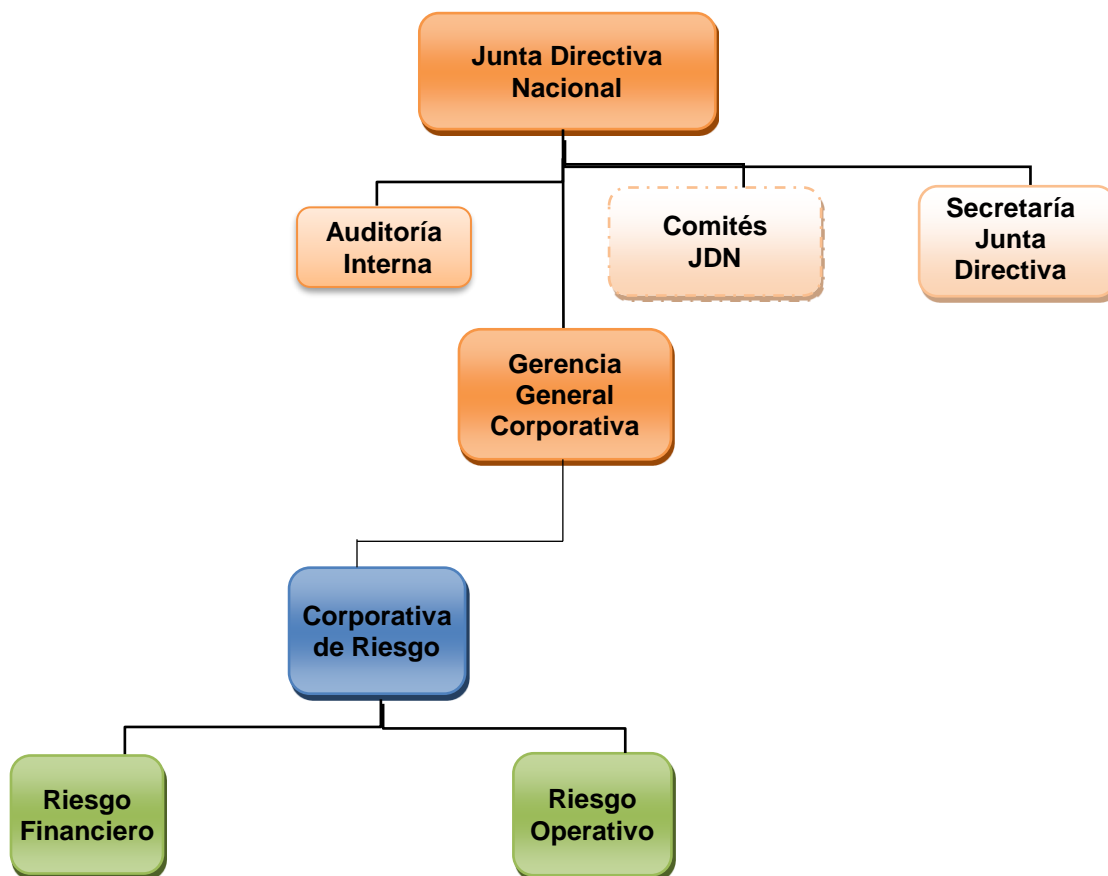 Junta Directiva
Nacional
Auditoría
Interna
Comités
JDN
Secretaría
Junta
Directiva
Gerencia
General
Corporativa
Corporativa
de Riesgo
Riesgo
Financiero
Riesgo
Operativo